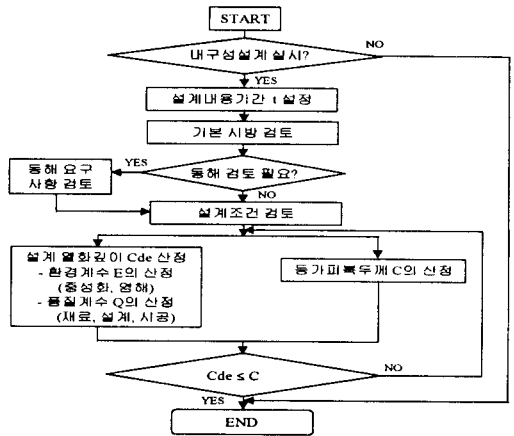 START
내구성설계 실시?
NO
YES
설계내용기간 t 설정
기본 시방 검토
YES
동해 검토 필요?
동해 요구
사항 검토
NO
설계조건 검토
설계 열화깊이 Cde 산정
- 환경계수 E의 산정
(중성화, 염해)
- 품질계수 Q의 산정
(재료, 설계, 시공)
등가피복두께 C의 산정
Cde ≤ C
NO
YES
END